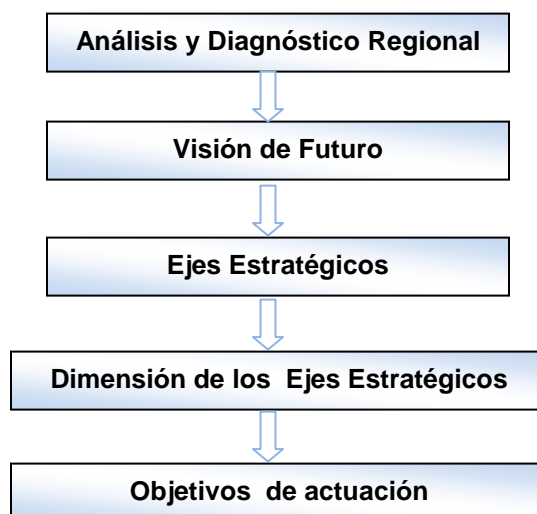 Análisis y Diagnóstico Regional
Visión de Futuro
Ejes Estratégicos
Dimensión de los Ejes Estratégicos
Objetivos de actuación